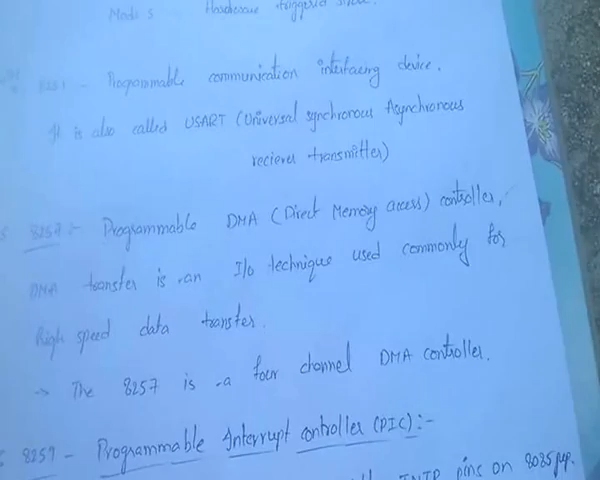 Mode 5 Hardware triggered strobe.
8251 - Programmable communication interfacing device.
It is also called USART (Universal synchronous Asynchronous
reciever transmitter)
8257 :- Programmable DMA (Direct Memory access) controller,
DMA transfer is an I/o technique used commonly for
high speed data transfer.
→ The 8257 is a four channel DMA controller.
8259 - Programmable Interrupt controller (PIC):-
INTR pins on 8085 μp.